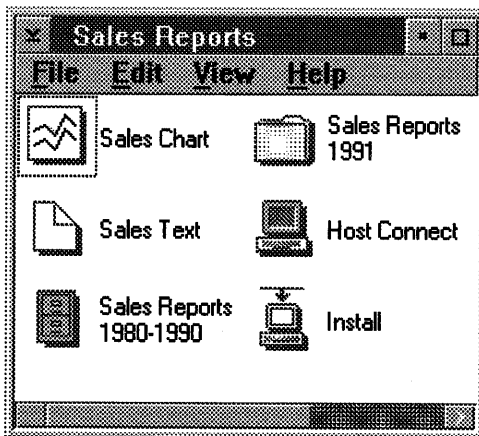 Sales Reports
File Edit View Help
Sales Chart
Sales Reports
1991
Sales Text
Host Connect
Sales Reports
1980-1990
Install